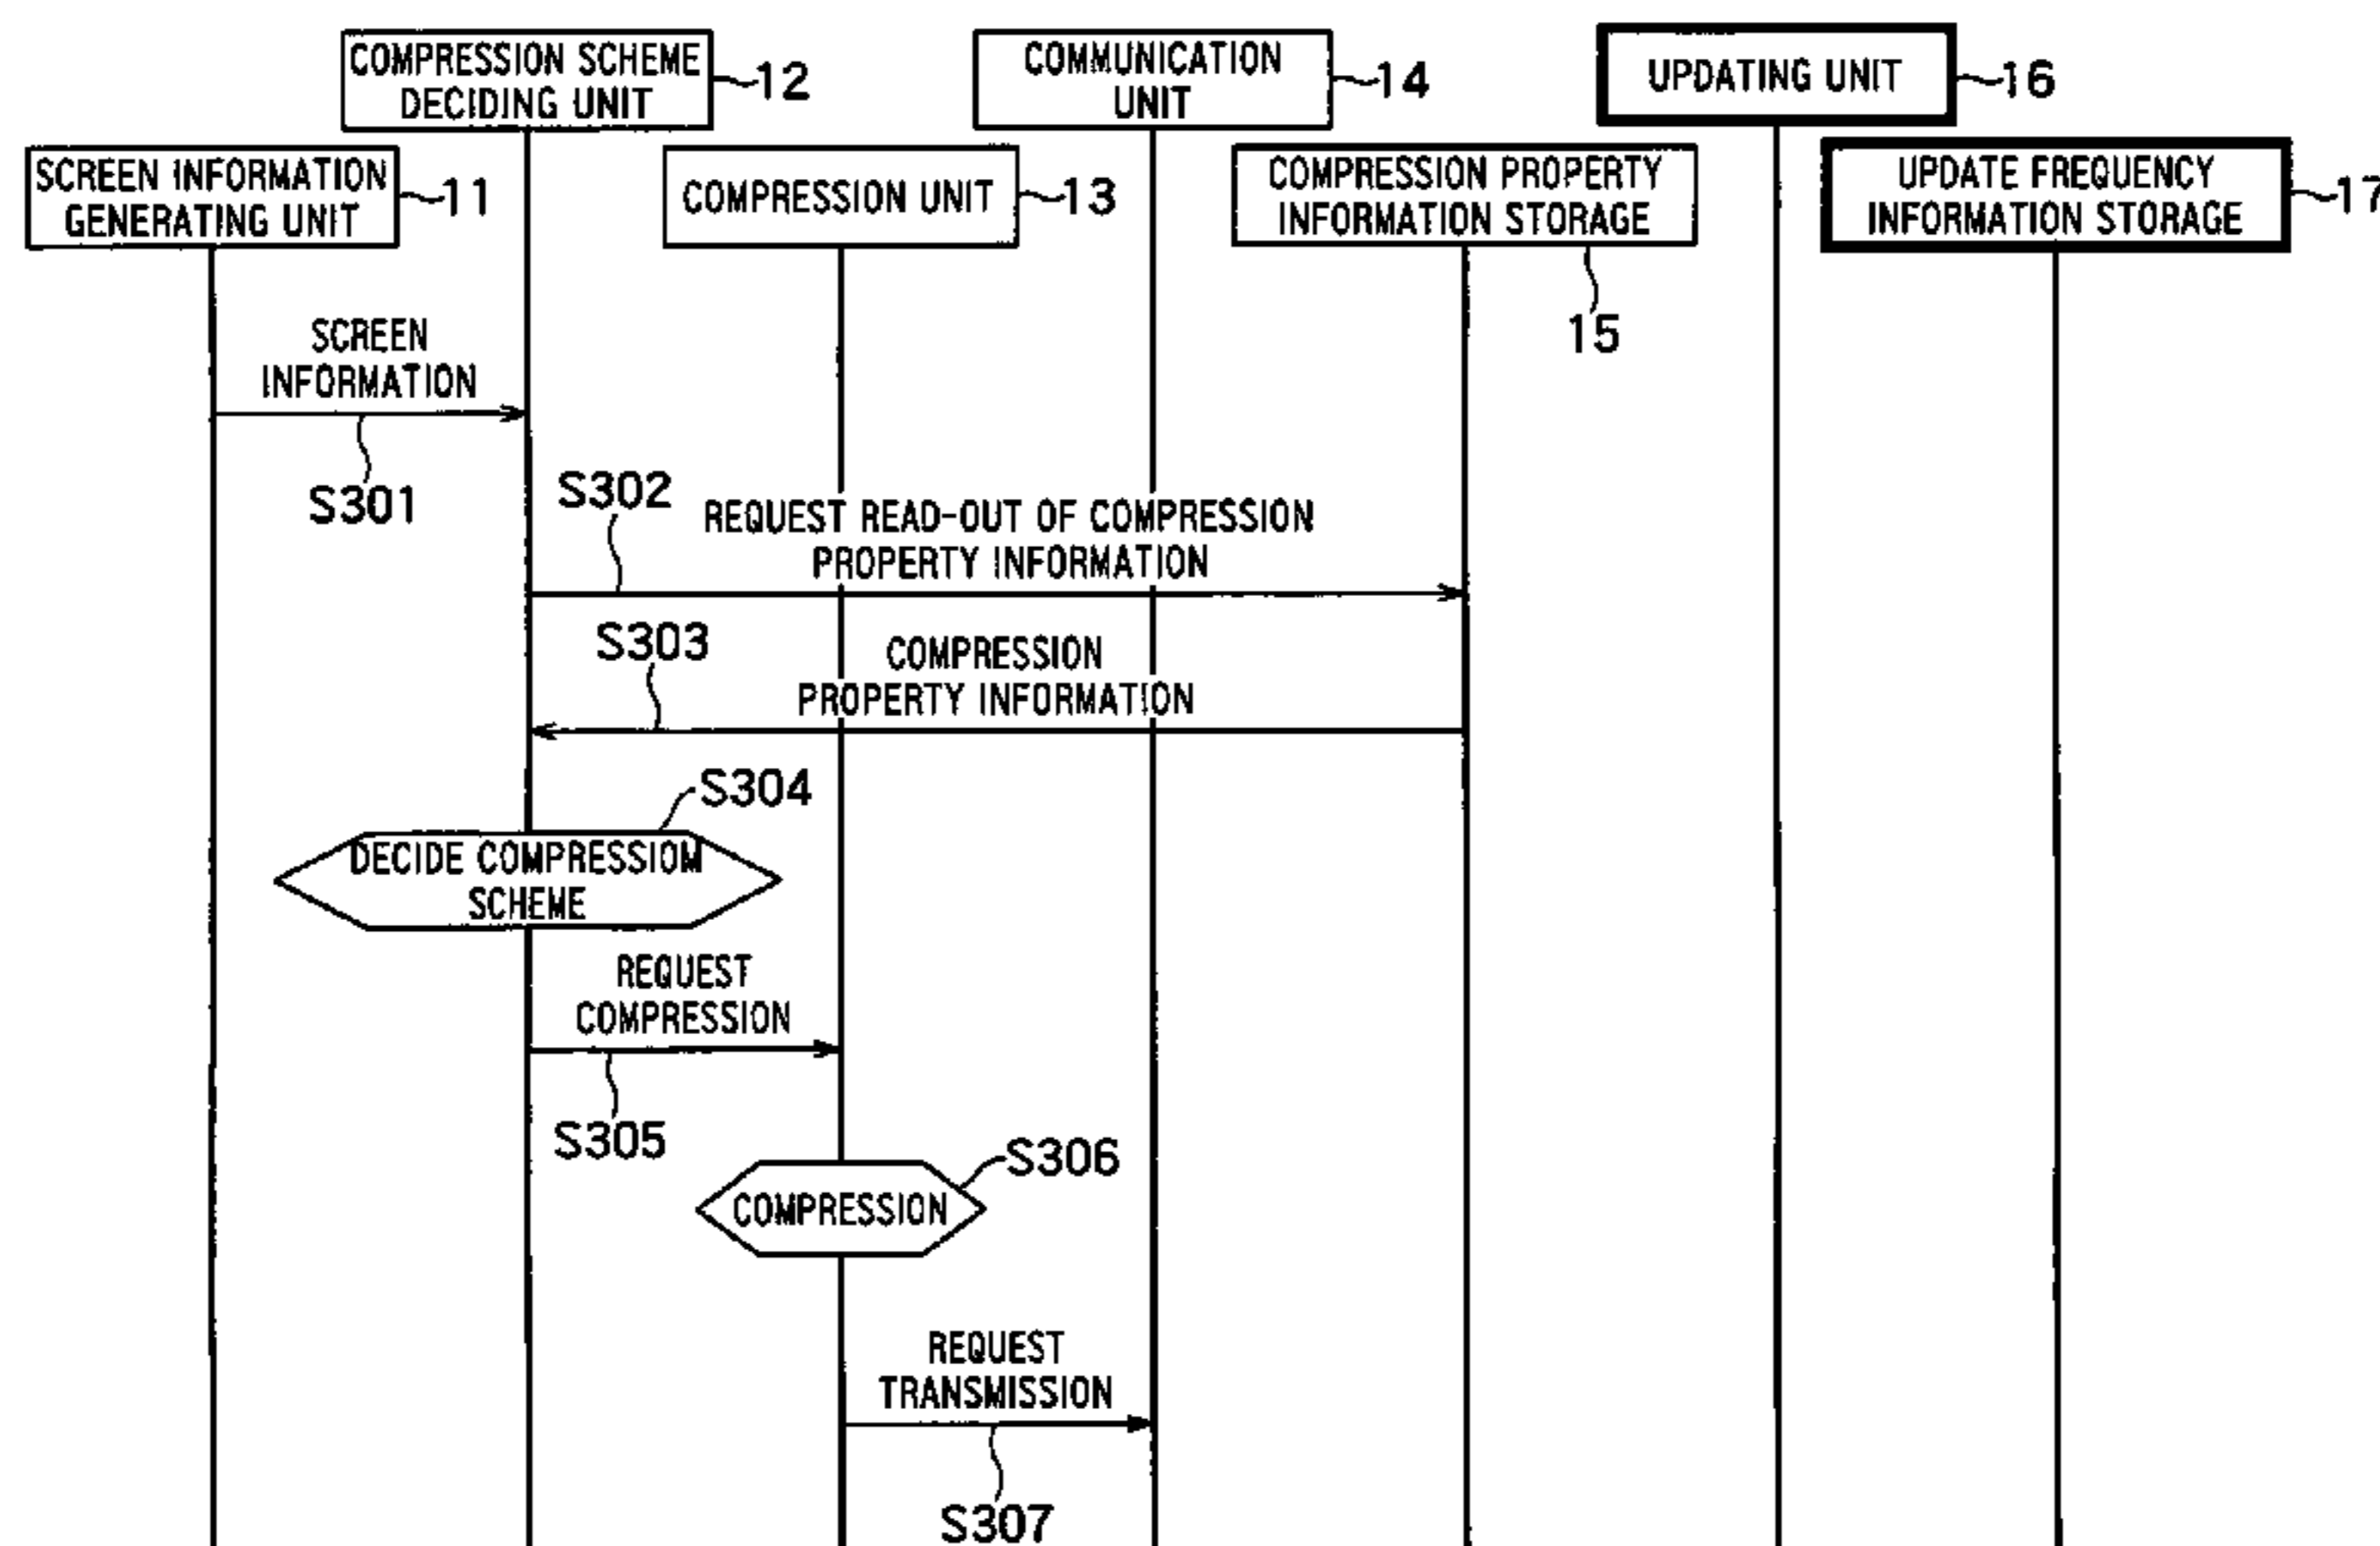 COMPRESSION SCHEME
DECIDING UNIT
12
COMMUNICATION
UNIT
14
UPDATING UNIT
16
SCREEN INFORMATION
GENERATING UNIT
11
COMPRESSION UNIT
13
COMPRESSION PROPERTY
INFORMATION STORAGE
15
UPDATE FREQUENCY
INFORMATION STORAGE
17
SCREEN
INFORMATION
S301
S302
REQUEST READ-OUT OF COMPRESSION
PROPERTY INFORMATION
S303
COMPRESSION
PROPERTY INFORMATION
S304
DECIDE COMPRESSIOM
SCHEME
REQUEST
COMPRESSION
S305
S306
COMPRESSION
REQUEST
TRANSMISSION
S307